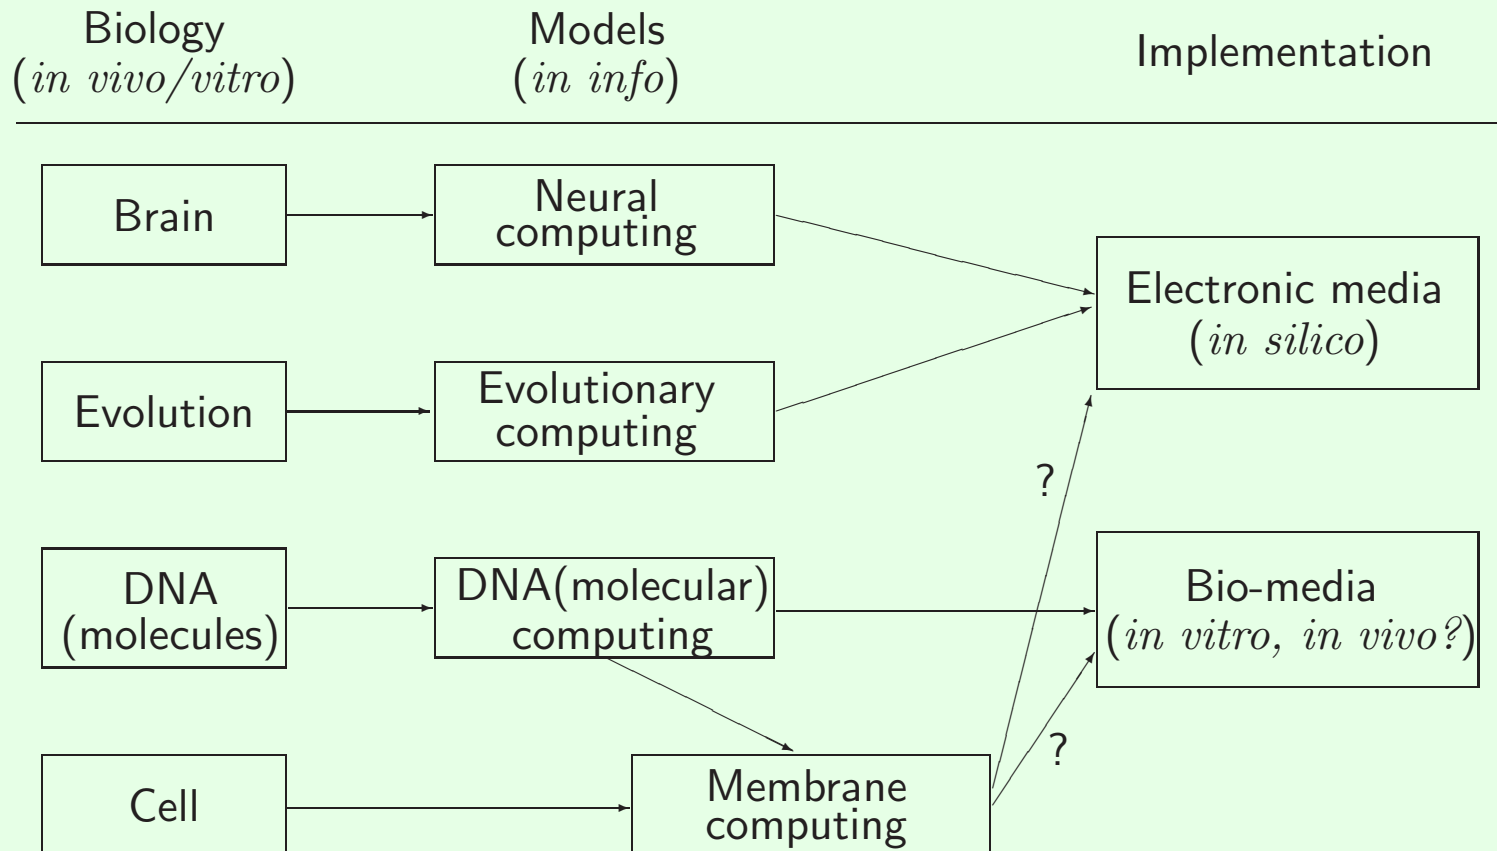 Biology
(in vivo/vitro)
Models
(in info)
Implementation
Brain
Neural
computing
Electronic media
(in silico)
Evolution
Evolutionary
computing
?
DNA
(molecules)
DNA(molecular)
computing
Bio-media
(in vitro, in vivo?)
?
Cell
Membrane
computing